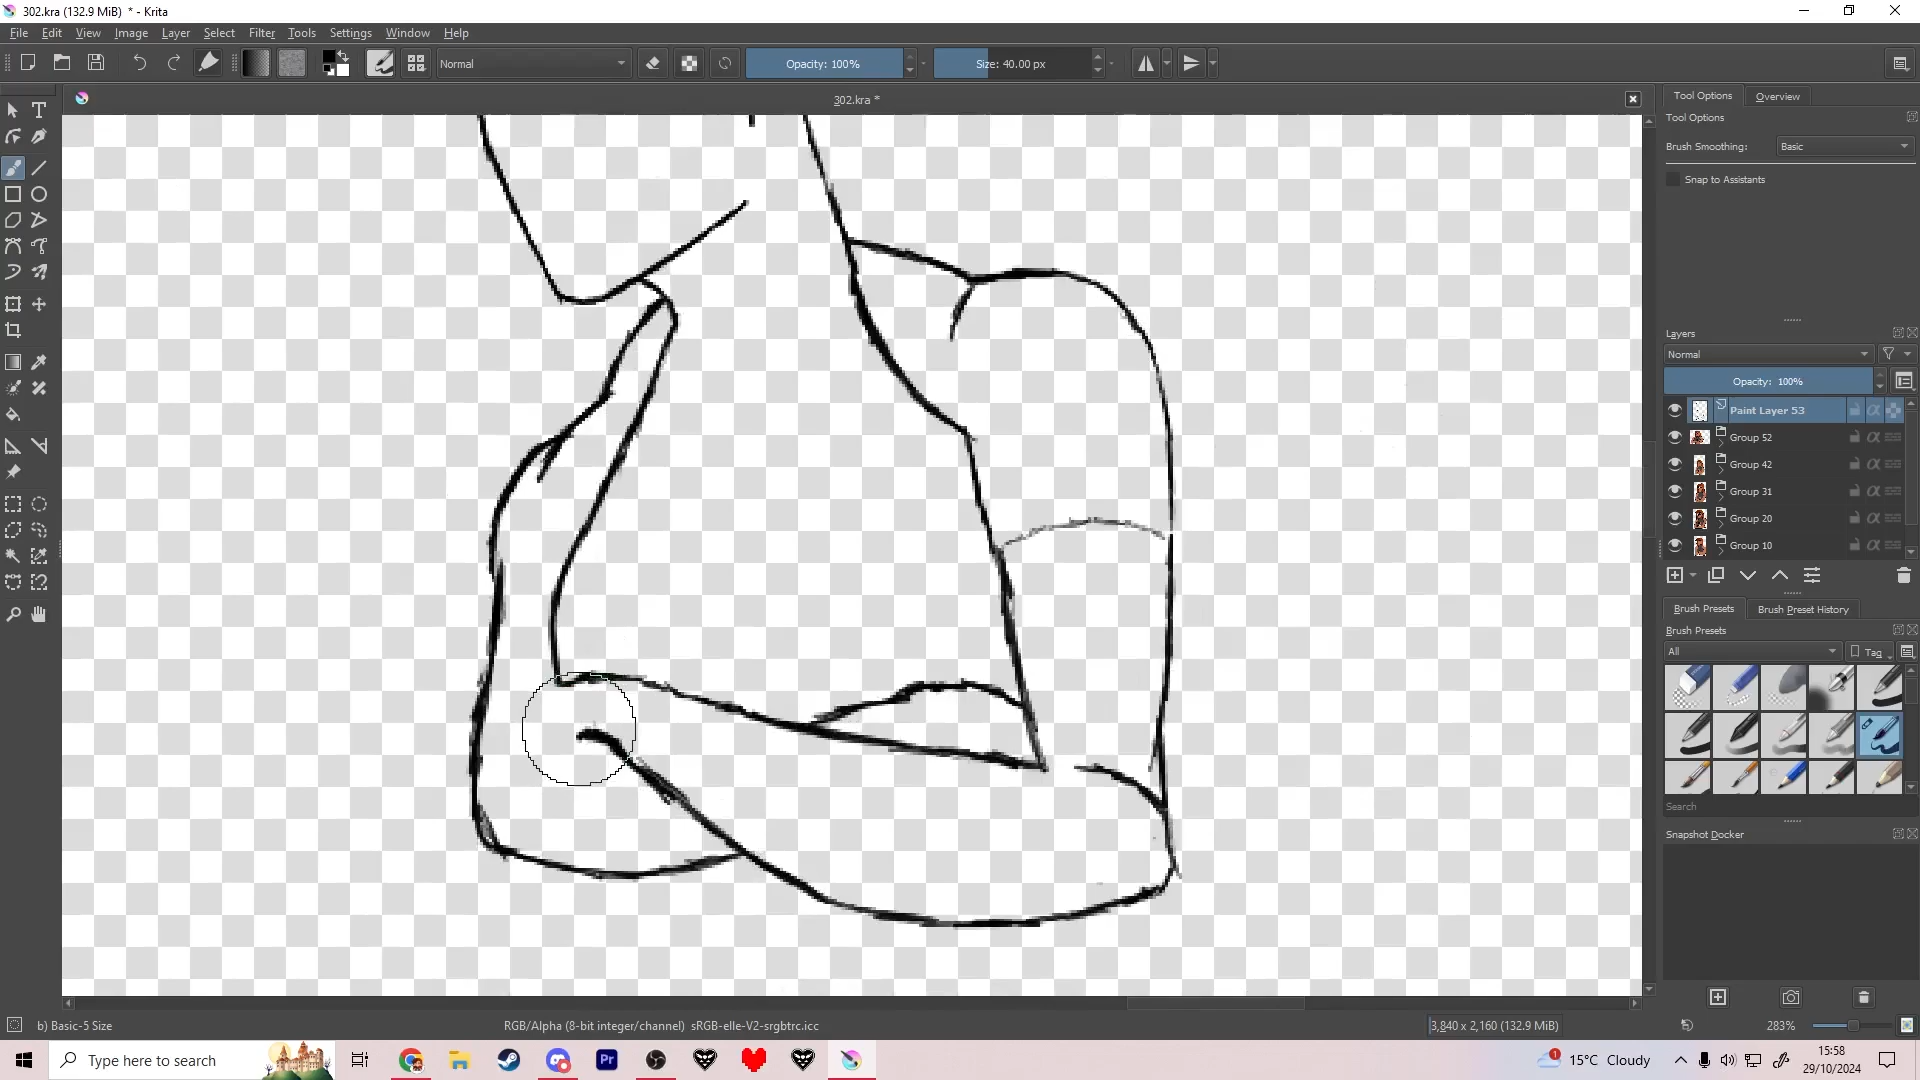 302.kra (132.9 MiB) * - Krita
File Edit View Image Layer Select Filter Tools Settings Window Help
Normal
Opacity: 100%
Size: 40.00 px
302.kra *
Tool Options
Overview
Tool Options
Brush Smoothing:
Basic
Snap to Assistants
Layers
Normal
Opacity: 100%
Paint Layer 53
Group 52
Group 42
Group 31
Group 20
Group 10
Brush Presets
Brush Preset History
Brush Presets
All
Tag
Search
Snapshot Docker
b) Basic-5 Size
RGB/Alpha (8-bit integer/channel) sRGB-elle-V2-srgbtrc.icc
3,840 x 2,160 (132.9 MiB)
283%
Type here to search
Pr
1
15°C Cloudy
15:58
29/10/2024